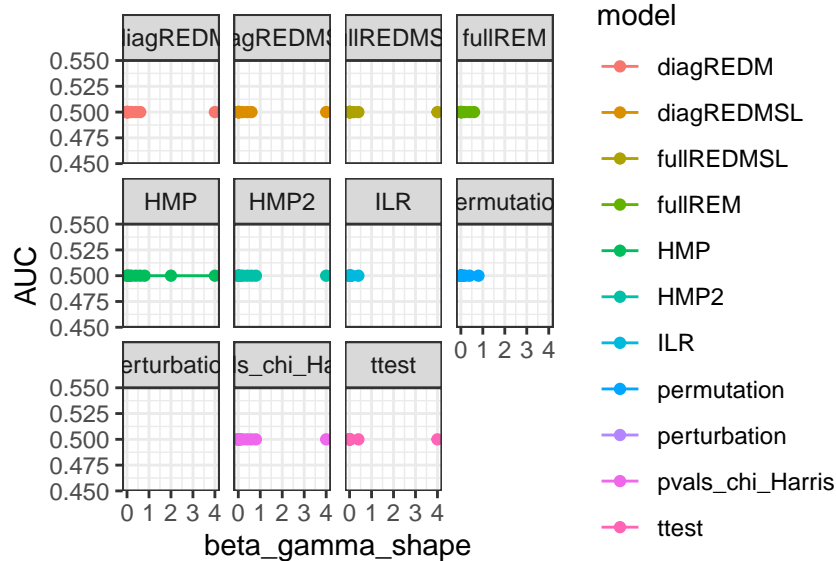 diagREDM
agREDMS
llREDMS
fullREM
0.550
0.525
0.500
0.475
0.450
HMP
HMP2
ILR
ermutatio
0.550
0.525
0.500
0.475
0.450
0 1 2 3 4
erturbatio
ls_chi_Ha
ttest
0.550
0.525
0.500
0.475
0.450
0 1 2 3 4
0 1 2 3 4
0 1 2 3 4
AUC
beta_gamma_shape
model
diagREDM
diagREDMSL
fullREDMSL
fullREM
HMP
HMP2
ILR
permutation
perturbation
pvals_chi_Harris
ttest